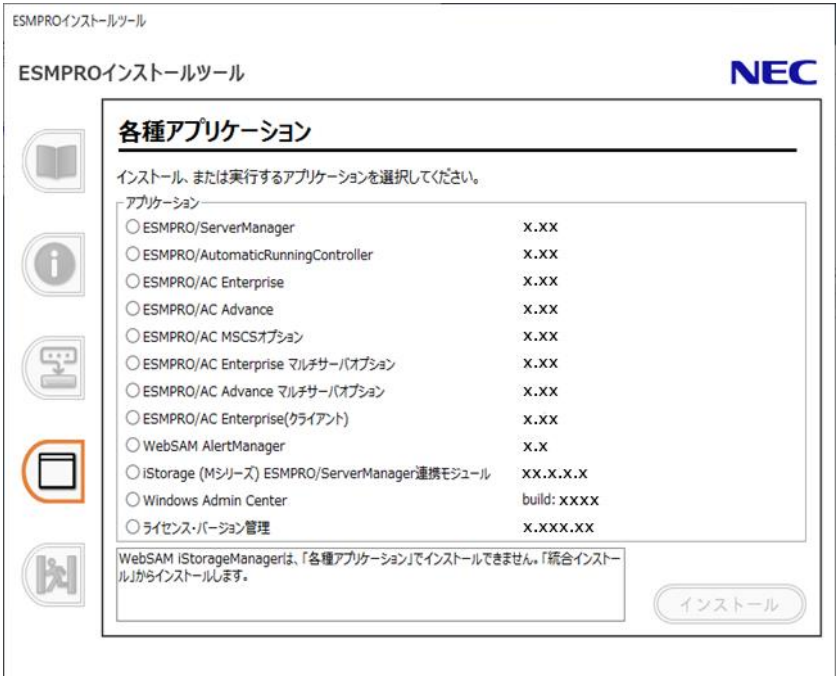 ESMPROインストールツール
ESMPROインストールツール
NEC
各種アプリケーション
インストール、または実行するアプリケーションを選択してください。
アプリケーション
ESMPRO/ServerManager x.xx
ESMPRO/AutomaticRunningController x.xx
ESMPRO/AC Enterprise x.xx
ESMPRO/AC Advance x.xx
ESMPRO/AC MSCSオプション x.xx
ESMPRO/AC Enterprise マルチサーバオプション x.xx
ESMPRO/AC Advance マルチサーバオプション x.xx
ESMPRO/AC Enterprise(クライアント) x.xx
WebSAM AlertManager x.x
iStorage (Mシリーズ) ESMPRO/ServerManager連携モジュール xx.x.x.x
Windows Admin Center build: xxxx
ライセンス・バージョン管理 x.xxx.xx
WebSAM iStorageManagerは、「各種アプリケーション」でインストールできません。「統合インストー
ル」からインストールします。
インストール